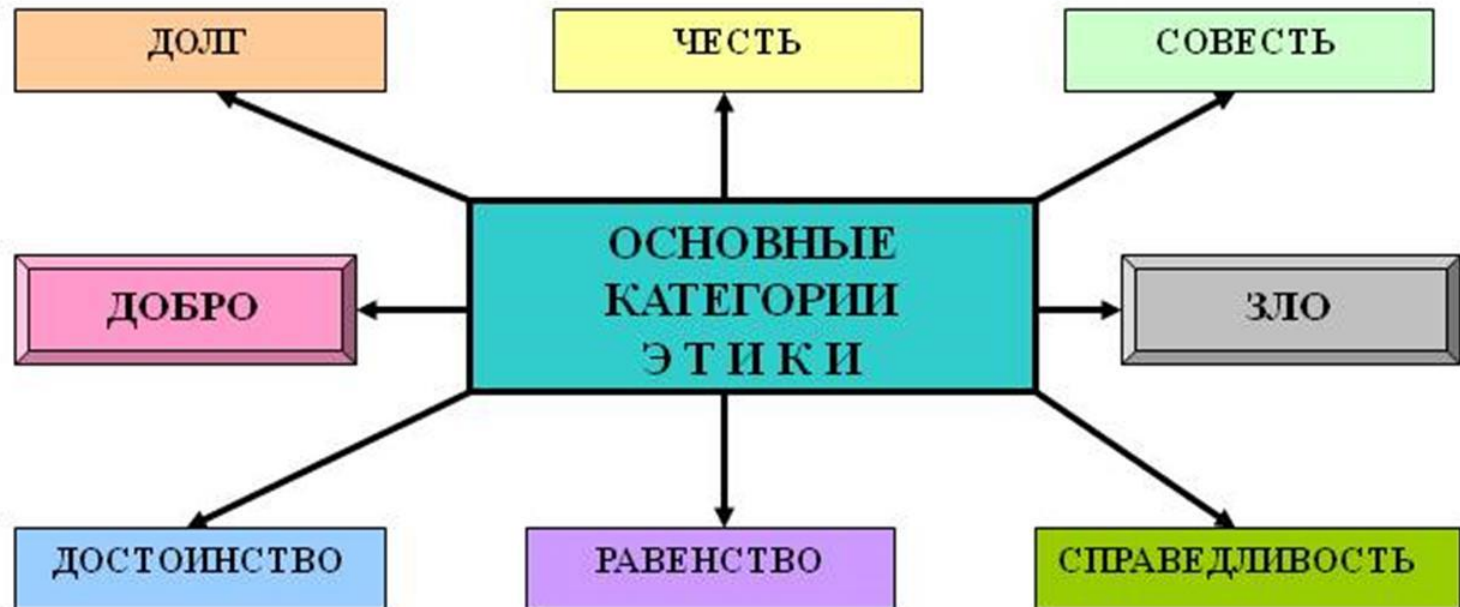 ДОЛГ
ЧЕСТЬ
СОВЕСТЬ
ОСНОВНЫЕ
КАТЕГОРИИ
Э Т И К И
ДОБРО
ЗЛО
ДОСТОИНСТВО
РАВЕНСТВО
СПРАВЕДЛИВОСТЬ